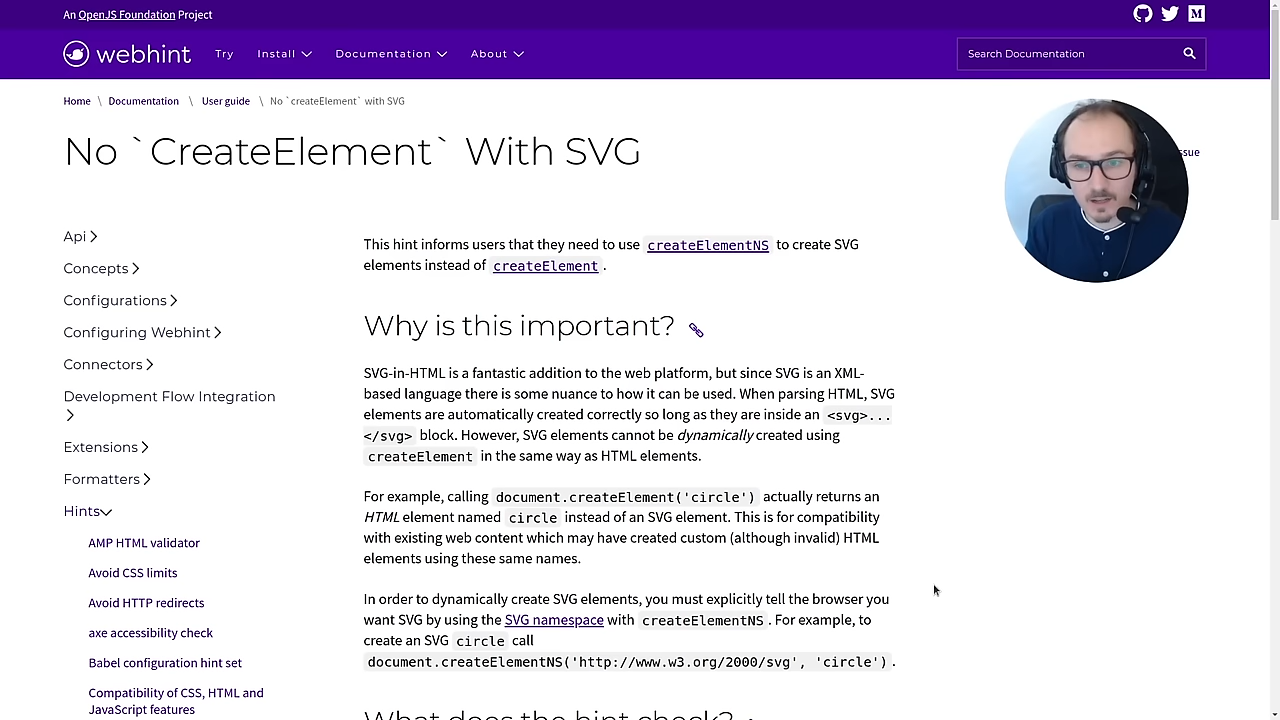 An OpenJS Foundation Project
webhint
Try
Install
Documentation
About
Search Documentation
Home \ Documentation \ User guide \ No `createElement` with SVG
No `CreateElement` With SVG
ssue
Api
Concepts
Configurations
Configuring Webhint
Connectors
Development Flow Integration
Extensions
Formatters
Hints
AMP HTML validator
Avoid CSS limits
Avoid HTTP redirects
axe accessibility check
Babel configuration hint set
Compatibility of CSS, HTML and
JavaScript features
This hint informs users that they need to use createElementNS to create SVG
elements instead of createElement.
Why is this important?
SVG-in-HTML is a fantastic addition to the web platform, but since SVG is an XML-
based language there is some nuance to how it can be used. When parsing HTML, SVG
elements are automatically created correctly so long as they are inside an <svg>...
</svg> block. However, SVG elements cannot be dynamically created using
createElement in the same way as HTML elements.
For example, calling document.createElement('circle') actually returns an
HTML element named circle instead of an SVG element. This is for compatibility
with existing web content which may have created custom (although invalid) HTML
elements using these same names.
In order to dynamically create SVG elements, you must explicitly tell the browser you
want SVG by using the SVG namespace with createElementNS. For example, to
create an SVG circle call
document.createElementNS('http://www.w3.org/2000/svg', 'circle').
What does the hint check?